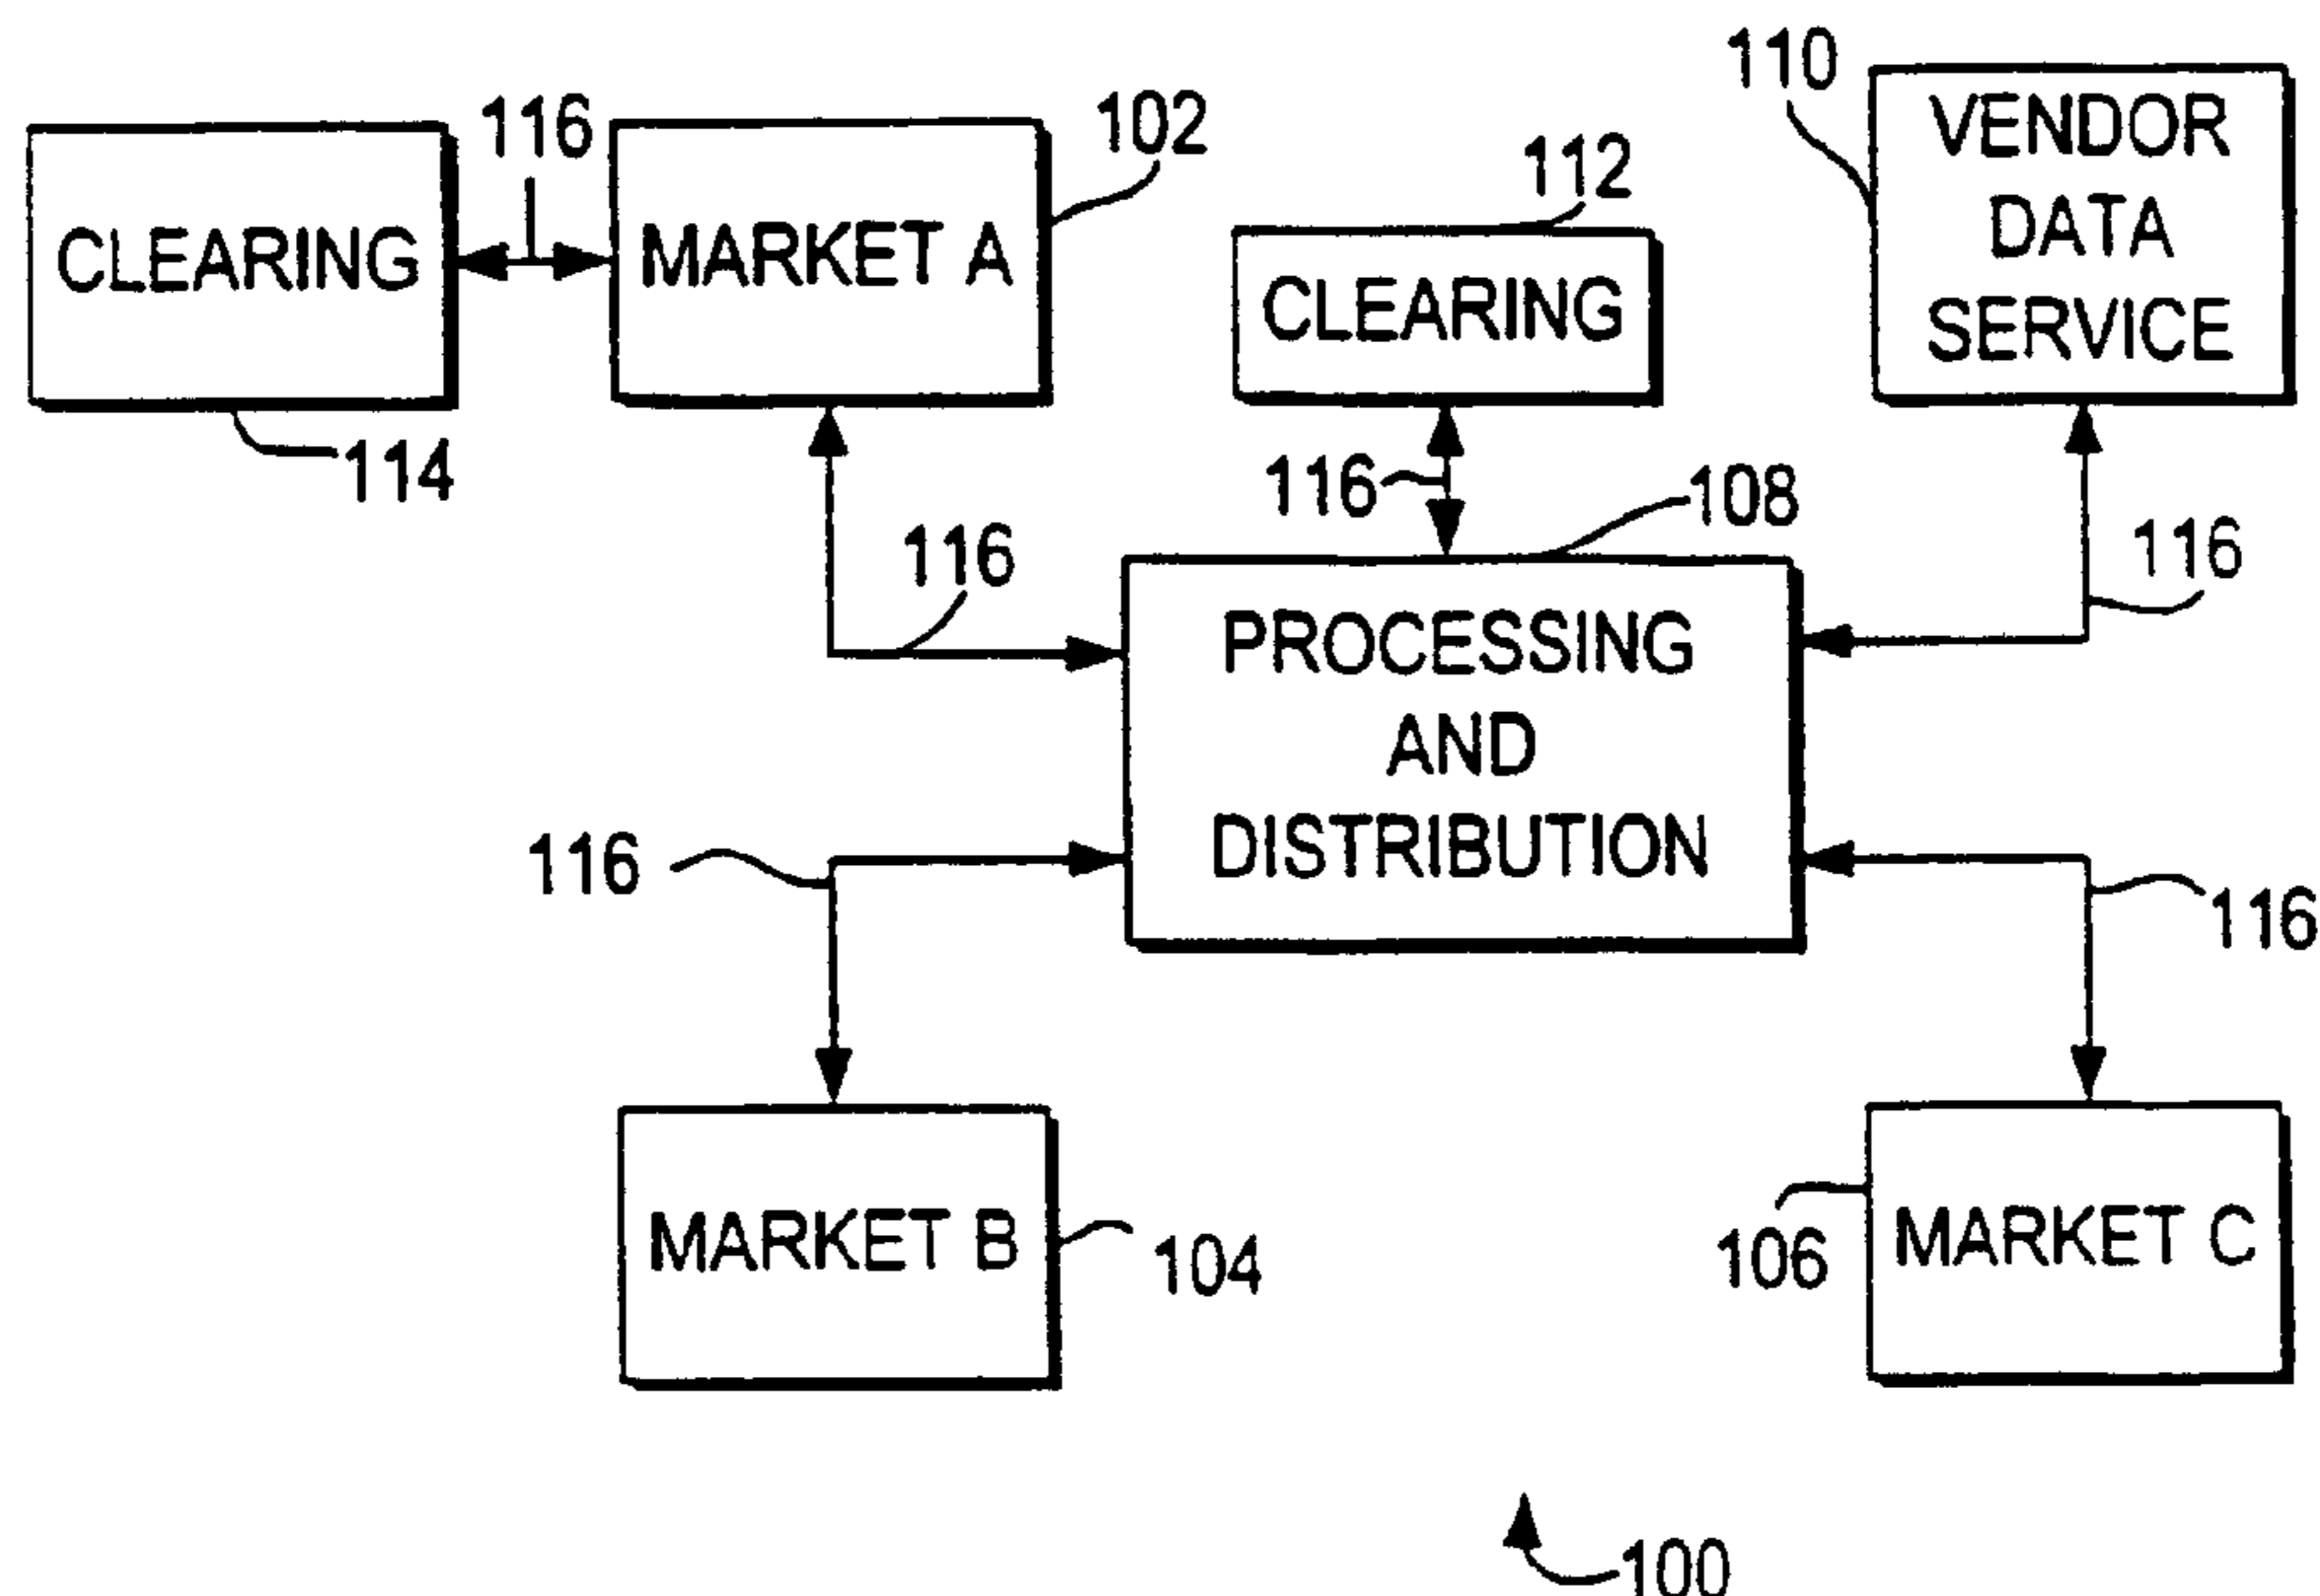 110
VENDOR
DATA
SERVICE
116
102
112
CLEARING
MARKET A
CLEARING
114
116
108
116
116
PROCESSING
AND
DISTRIBUTION
116
116
MARKET B
104
106
MARKET C
100